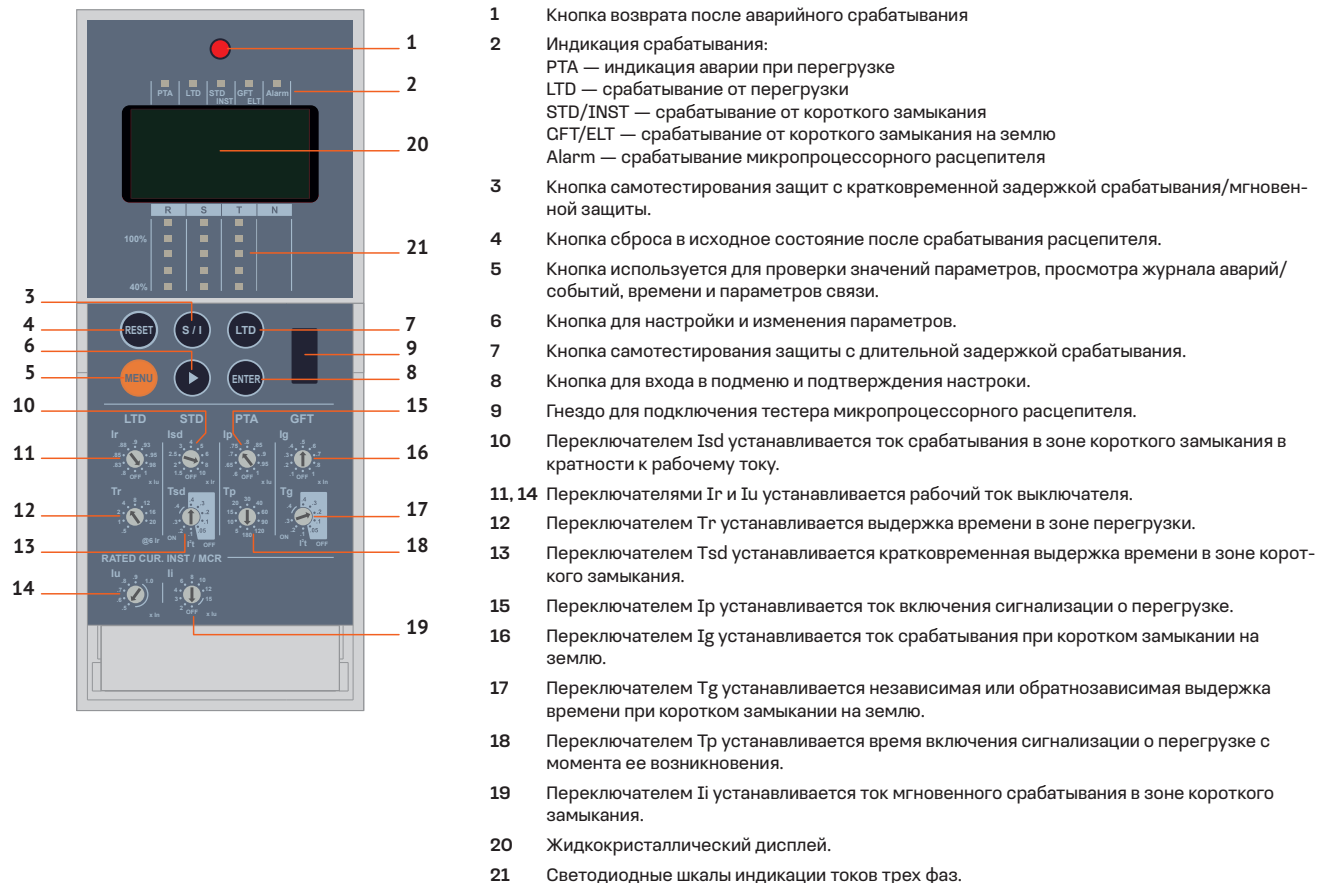 1
2
20
21
3
4
6
5
7
9
8
10
15
11
16
12
17
13
18
14
19
PTA LTD STD INST GFT ELT Alarm
R S T N
100%
40%
RESET S / I LTD
MENU ENTER
LTD STD PTA GFT
Ir Isd Ip Ig
Tr Tsd Tp Tg
@6 Ir
ON I²t OFF
ON I²t OFF
RATED CUR. INST / MCR
Iu Ii
1 Кнопка возврата после аварийного срабатывания
2 Индикация срабатывания:
PTA — индикация аварии при перегрузке
LTD — срабатывание от перегрузки
STD/INST — срабатывание от короткого замыкания
GFT/ELT — срабатывание от короткого замыкания на землю
Alarm — срабатывание микропроцессорного расцепителя
3 Кнопка самотестирования защит с кратковременной задержкой срабатывания/мгновен-
ной защиты.
4 Кнопка сброса в исходное состояние после срабатывания расцепителя.
5 Кнопка используется для проверки значений параметров, просмотра журнала аварий/
событий, времени и параметров связи.
6 Кнопка для настройки и изменения параметров.
7 Кнопка самотестирования защиты с длительной задержкой срабатывания.
8 Кнопка для входа в подменю и подтверждения настроки.
9 Гнездо для подключения тестера микропроцессорного расцепителя.
10 Переключателем Isd устанавливается ток срабатывания в зоне короткого замыкания в
кратности к рабочему току.
11, 14 Переключателями Ir и Iu устанавливается рабочий ток выключателя.
12 Переключателем Tr устанавливается выдержка времени в зоне перегрузки.
13 Переключателем Tsd устанавливается кратковременная выдержка времени в зоне корот-
кого замыкания.
15 Переключателем Ip устанавливается ток включения сигнализации о перегрузке.
16 Переключателем Ig устанавливается ток срабатывания при коротком замыкании на
землю.
17 Переключателем Tg устанавливается независимая или обратнозависимая выдержка
времени при коротком замыкании на землю.
18 Переключателем Tp устанавливается время включения сигнализации о перегрузке с
момента ее возникновения.
19 Переключателем Ii устанавливается ток мгновенного срабатывания в зоне короткого
замыкания.
20 Жидкокристаллический дисплей.
21 Светодиодные шкалы индикации токов трех фаз.